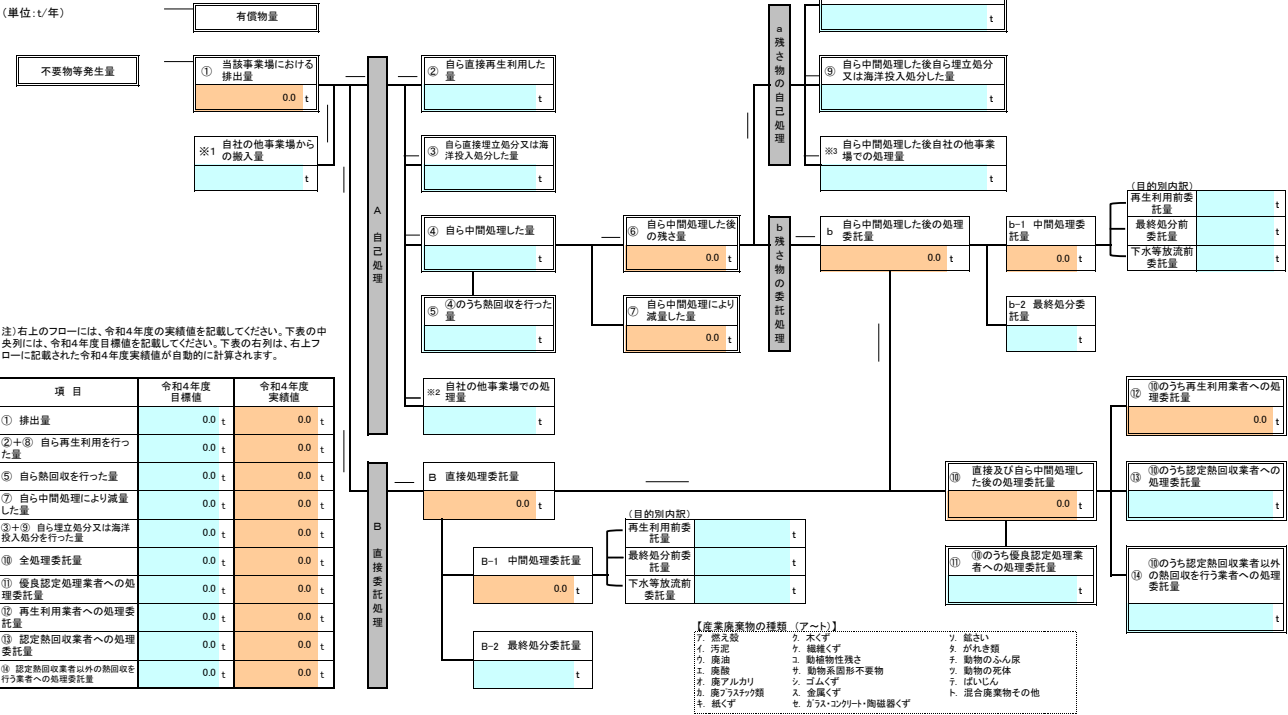 （単位:t/年）
有償物量
不要物等発生量
① 当該事業場における
排出量
0.0 t
※1 自社の他事業場から
の搬入量
t
A
自己処理
② 自ら直接再生利用した
量
t
③ 自ら直接埋立処分又は海
洋投入処分した量
t
④ 自ら中間処理した量
t
⑤ ④のうち熱回収を行った
量
t
※2 自社の他事業場での処
理量
t
⑥ 自ら中間処理した後
の残さ量
0.0 t
⑦ 自ら中間処理により
減量した量
0.0 t
a
残さ物の自己処理
t
⑨ 自ら中間処理した後自ら埋立処分
又は海洋投入処分した量
t
※3 自ら中間処理した後自社の他事業
場での処理量
t
b
残さ物の委託処理
b 自ら中間処理した後の処理
委託量
0.0 t
b-1 中間処理委
託量
0.0 t
（目的別内訳）
再生利用前委
託量
t
最終処分前
委託量
t
下水等放流前
委託量
t
b-2 最終処分委
託量
t
注）右上のフローには、令和４年度の実績値を記載してください。下表の中
央列には、令和４年度目標値を記載してください。下表の右列は、右上フ
ローに記載された令和４年度実績値が自動的に計算されます。
項 目 令和４年度
目標値 令和４年度
実績値
① 排出量 0.0 t 0.0 t
②＋⑧ 自ら再生利用を行っ
た量 0.0 t 0.0 t
⑤ 自ら熱回収を行った量 0.0 t 0.0 t
⑦ 自ら中間処理により減量
した量 0.0 t 0.0 t
③＋⑨ 自ら埋立処分又は海洋
投入処分を行った量 0.0 t 0.0 t
⑩ 全処理委託量 0.0 t 0.0 t
⑪ 優良認定処理業者への処
理委託量 0.0 t 0.0 t
⑫ 再生利用業者への処理委
託量 0.0 t 0.0 t
⑬ 認定熱回収業者への処理
委託量 0.0 t 0.0 t
⑭ 認定熱回収業者以外の熱回収を
行う業者への処理委託量 0.0 t 0.0 t
B
直接委託処理
B 直接処理委託量
0.0 t
B-1 中間処理委託量
0.0 t
（目的別内訳）
再生利用前委
託量
t
最終処分前委
託量
t
下水等放流前
委託量
t
B-2 最終処分委託量
t
⑩ 直接及び自ら中間処理し
た後の処理委託量
0.0 t
⑪ ⑩のうち優良認定処理業
者への処理委託量
t
⑫ ⑩のうち再生利用業者への処
理委託量
0.0 t
⑬ ⑩のうち認定熱回収業者への
処理委託量
t
⑭ ⑩のうち認定熱回収業者以外
の熱回収を行う業者への処理
委託量
t
【産業廃棄物の種類 （ア～ト）】
ア. 燃え殻 ク. 木くず ソ. 鉱さい
イ. 汚泥 ケ. 繊維くず タ. がれき類
ウ. 廃油 コ. 動植物性残さ チ. 動物のふん尿
エ. 廃酸 サ. 動物系固形不要物 ツ. 動物の死体
オ. 廃アルカリ シ. ゴムくず テ. ばいじん
カ. 廃プラスチック類 ス. 金属くず ト. 混合廃棄物その他
キ. 紙くず セ. ガラス・コンクリート・陶磁器くず